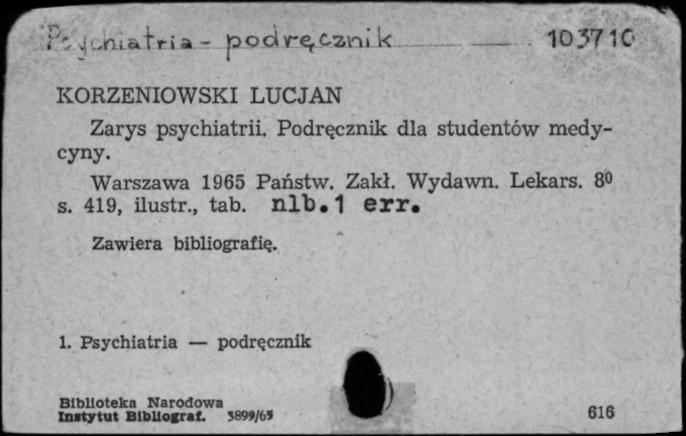 Psychiatria - podręcznik 103710
KORZENIOWSKI LUCJAN
Zarys psychiatrii. Podręcznik dla studentów medy-
cyny.
Warszawa 1965 Państw. Zakł. Wydawn. Lekars. 8⁰
s. 419, ilustr., tab. nlb.1 err.
Zawiera bibliografię.
1. Psychiatria — podręcznik
Biblioteka Narodowa
Instytut Bibliograf. 3899/65 616